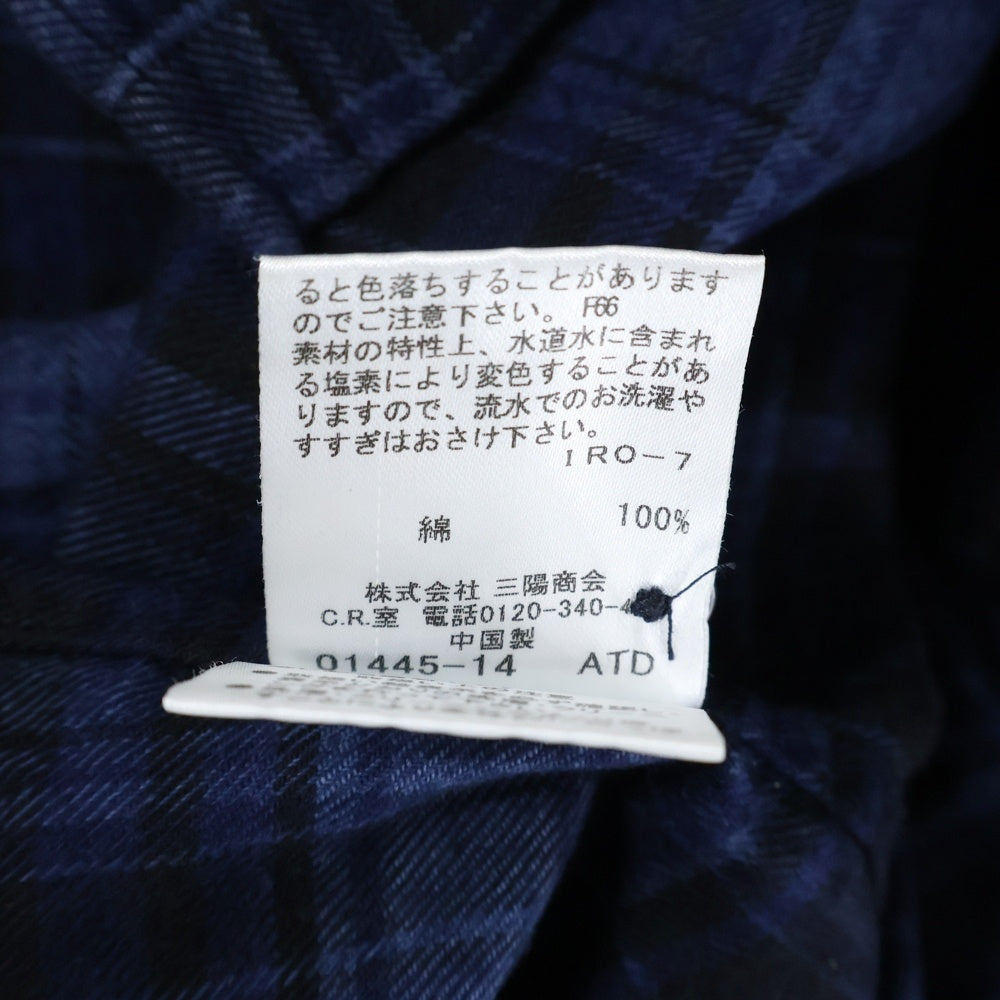 ると色落ちすることがあります
のでご注意下さい。 F66
素材の特性上、水道水に含まれ
る塩素により変色することがあ
りますので、流水でのお洗濯や
すすぎはおさけ下さい。
IRO-7
綿 100%
株式会社 三陽商会
C.R.室 電話0120-340-4
中国製
01445-14 ATD